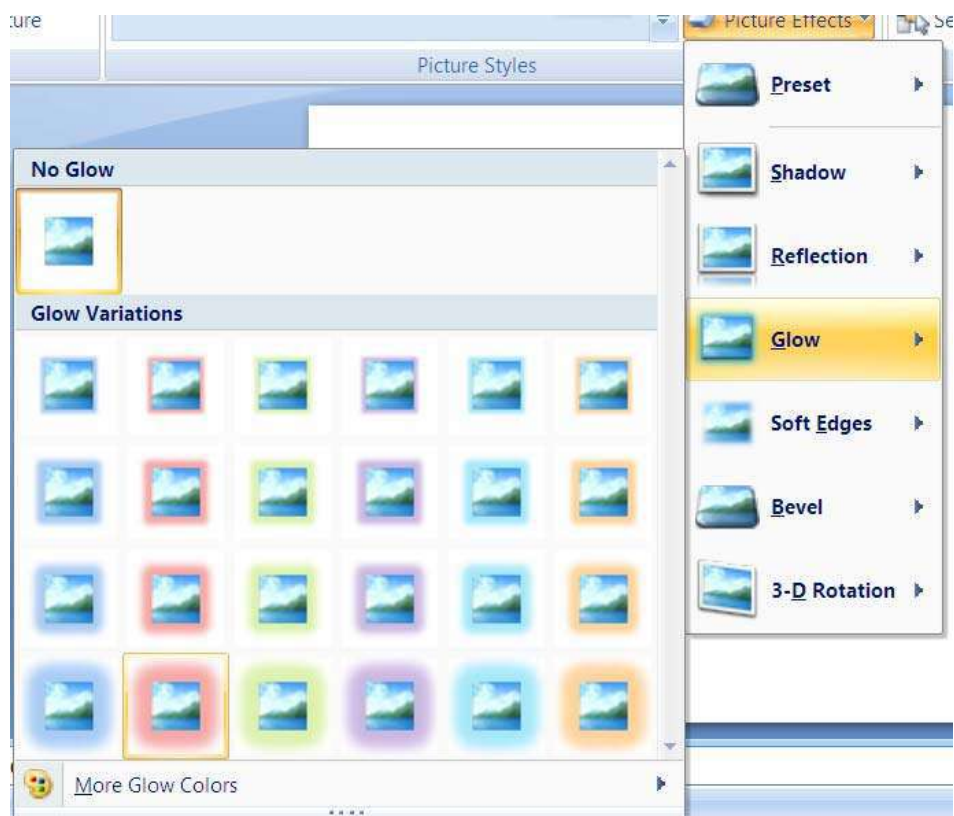 ture
Picture Effects
Se
Picture Styles
Preset
Shadow
Reflection
Glow
Soft Edges
Bevel
3-D Rotation
No Glow
Glow Variations
More Glow Colors